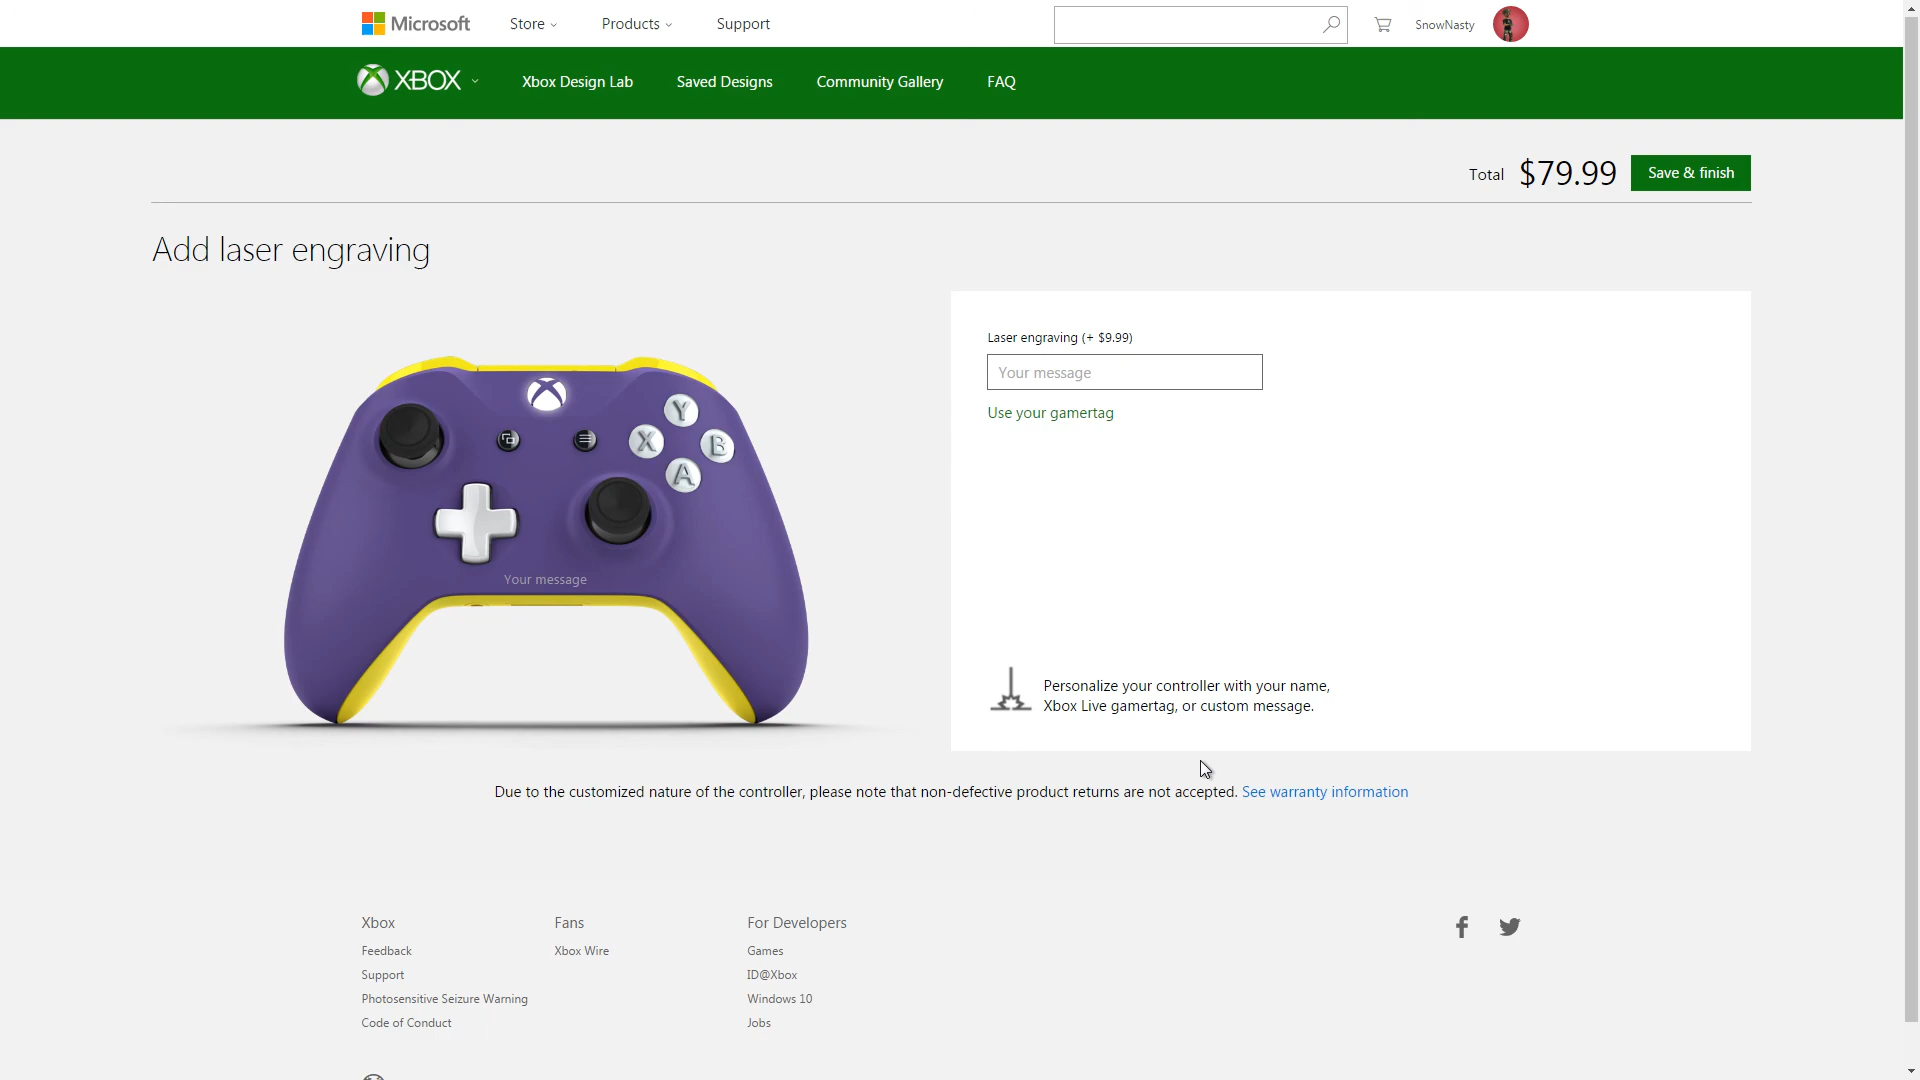 Microsoft
Store
Products
Support
SnowNasty
XBOX
Xbox Design Lab
Saved Designs
Community Gallery
FAQ
Total $79.99
Save & finish
Add laser engraving
Laser engraving (+ $9.99)
Your message
Use your gamertag
Y
X
B
A
Your message
Personalize your controller with your name,
Xbox Live gamertag, or custom message.
Due to the customized nature of the controller, please note that non-defective product returns are not accepted. See warranty information
Xbox
Feedback
Support
Photosensitive Seizure Warning
Code of Conduct
Fans
Xbox Wire
For Developers
Games
ID@Xbox
Windows 10
Jobs